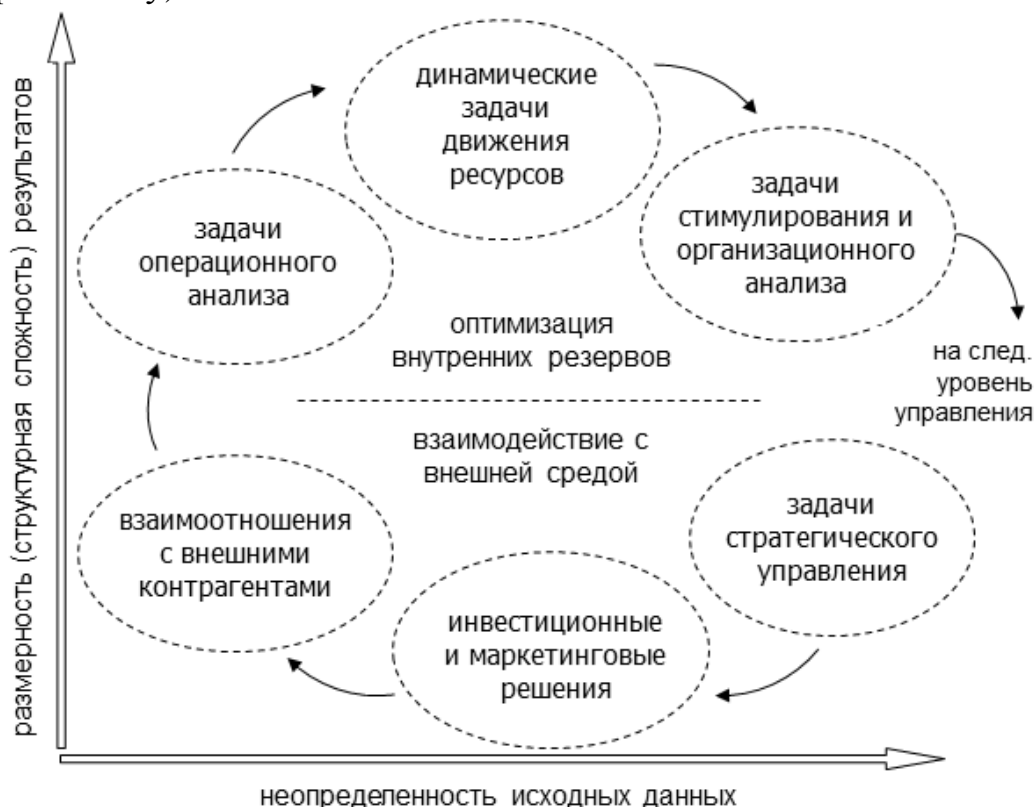 размерность (структурная сложность) результатов
динамические
задачи
движения
ресурсов
задачи
стимулирования и
организационного
анализа
задачи
операционного
анализа
оптимизация
внутренних резервов
на след.
уровень
управления
взаимодействие с
внешней средой
взаимоотношения
с внешними
контрагентами
задачи
стратегического
управления
инвестиционные
и маркетинговые
решения
неопределенность исходных данных